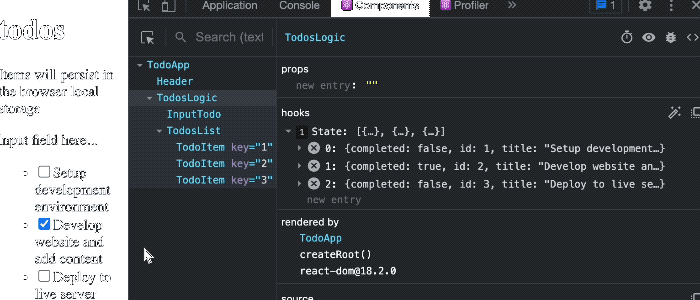 todos
Items will persist in
the browser local
storage
Input field here...
Setup
development
environment
Develop
website and
add content
Deploy to
live server
Application Console Components Profiler » 1
Search (text
TodosLogic
TodoApp
Header
TodosLogic
InputTodo
TodosList
TodoItem key="1"
TodoItem key="2"
TodoItem key="3"
props
new entry: ""
hooks
1 State: [{…}, {…}, {…}]
0: {completed: false, id: 1, title: "Setup development…}
1: {completed: true, id: 2, title: "Develop website an…}
2: {completed: false, id: 3, title: "Deploy to live se…}
new entry
rendered by
TodoApp
createRoot()
react-dom@18.2.0
source